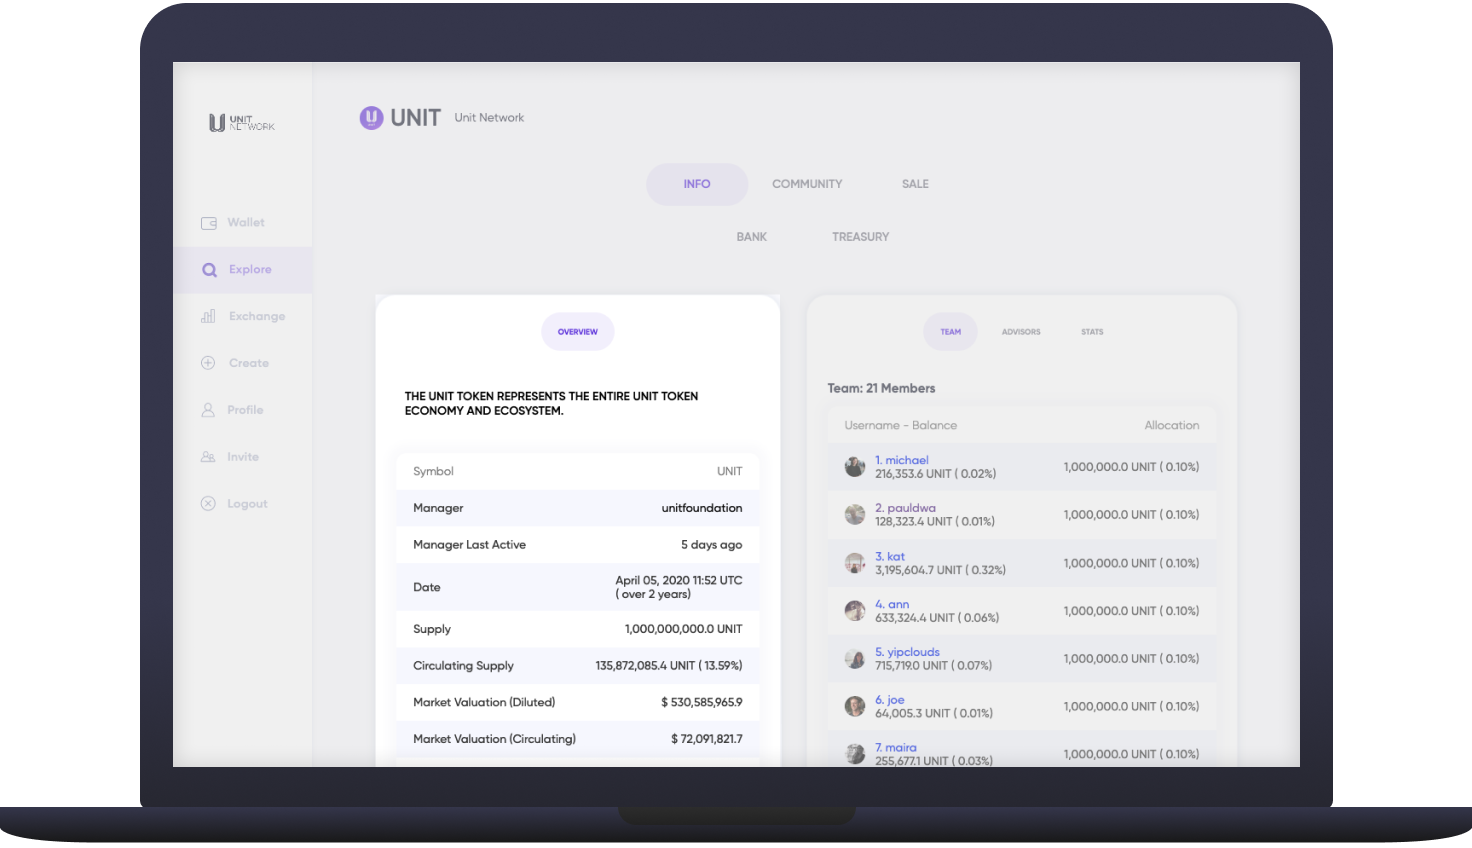 UNIT
NETWORK
UNIT Unit Network
INFO COMMUNITY SALE
BANK TREASURY
Wallet
Explore
Exchange
Create
Profile
Invite
Logout
OVERVIEW
THE UNIT TOKEN REPRESENTS THE ENTIRE UNIT TOKEN
ECONOMY AND ECOSYSTEM.
Symbol UNIT
Manager unitfoundation
Manager Last Active 5 days ago
Date April 05, 2020 11:52 UTC
( over 2 years)
Supply 1,000,000,000.0 UNIT
Circulating Supply 135,872,085.4 UNIT ( 13.59%)
Market Valuation (Diluted) $ 530,585,965.9
Market Valuation (Circulating) $ 72,091,821.7
TEAM ADVISORS STATS
Team: 21 Members
Username - Balance Allocation
1. michael
216,353.6 UNIT ( 0.02%) 1,000,000.0 UNIT ( 0.10%)
2. pauldwa
128,323.4 UNIT ( 0.01%) 1,000,000.0 UNIT ( 0.10%)
3. kat
3,195,604.7 UNIT ( 0.32%) 1,000,000.0 UNIT ( 0.10%)
4. ann
633,324.4 UNIT ( 0.06%) 1,000,000.0 UNIT ( 0.10%)
5. yipclouds
715,719.0 UNIT ( 0.07%) 1,000,000.0 UNIT ( 0.10%)
6. joe
64,005.3 UNIT ( 0.01%) 1,000,000.0 UNIT ( 0.10%)
7. maira
255,677.1 UNIT ( 0.03%) 1,000,000.0 UNIT ( 0.10%)